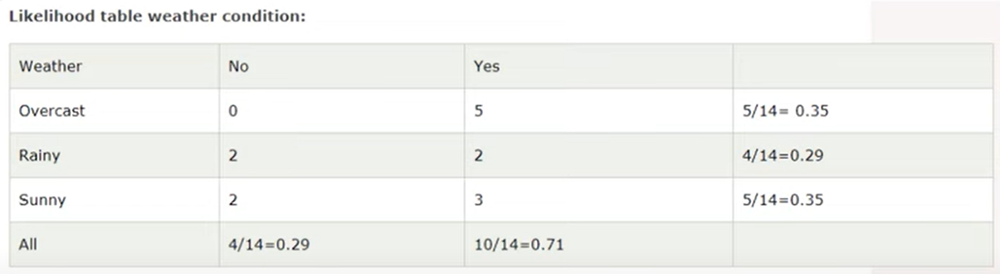 Likelihood table weather condition:
Weather No Yes
Overcast 0 5 5/14= 0.35
Rainy 2 2 4/14=0.29
Sunny 2 3 5/14=0.35
All 4/14=0.29 10/14=0.71